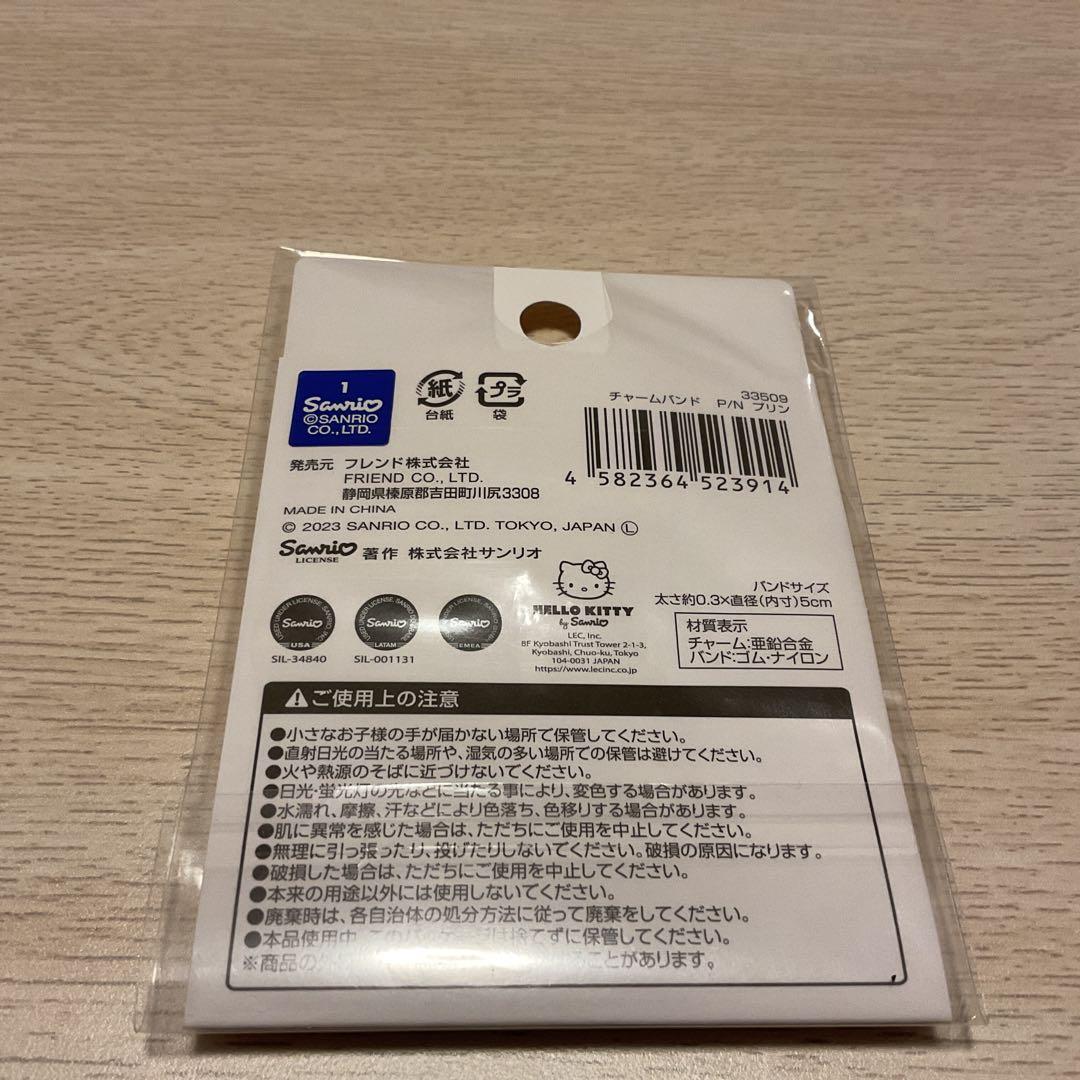 1
Sanrio
©SANRIO
CO., LTD.
紙
台紙
プラ
袋
33509
チャームバンド P/N プリン
4 582364 523914
発売元 フレンド株式会社
FRIEND CO., LTD.
静岡県榛原郡吉田町川尻3308
MADE IN CHINA
© 2023 SANRIO CO., LTD. TOKYO, JAPAN Ⓛ
Sanrio
LICENSE
著作 株式会社サンリオ
USED UNDER LICENSE. SANRIO, INC.
Sanrio
USA
SIL-34840
USED UNDER LICENSE. SANRIO
Sanrio
LATAM
SIL-001131
LICENSE. SANRIO
Sanrio
EMEA
HELLO KITTY
by Sanrio
LEC, Inc.
8F Kyobashi Trust Tower 2-1-3,
Kyobashi, Chuo-ku, Tokyo
104-0031 JAPAN
https://www.lecinc.co.jp
バンドサイズ
太さ約0.3×直径(内寸)5cm
材質表示
チャーム:亜鉛合金
バンド:ゴム・ナイロン
⚠ご使用上の注意
●小さなお子様の手が届かない場所で保管してください。
●直射日光の当たる場所や、湿気の多い場所での保管は避けてください。
●火や熱源のそばに近づけないでください。
●日光・蛍光灯の光などに当たる事により、変色する場合があります。
●水濡れ、摩擦、汗などにより色落ち、色移りする場合があります。
●肌に異常を感じた場合は、ただちにご使用を中止してください。
●無理に引っ張ったり、投げたりしないでください。破損の原因になります。
●破損した場合は、ただちにご使用を中止してください。
●本来の用途以外には使用しないでください。
●廃棄時は、各自治体の処分方法に従って廃棄をしてください。
●本品使用中、このパッケージは捨てずに保管してください。
※商品の ることがあります。